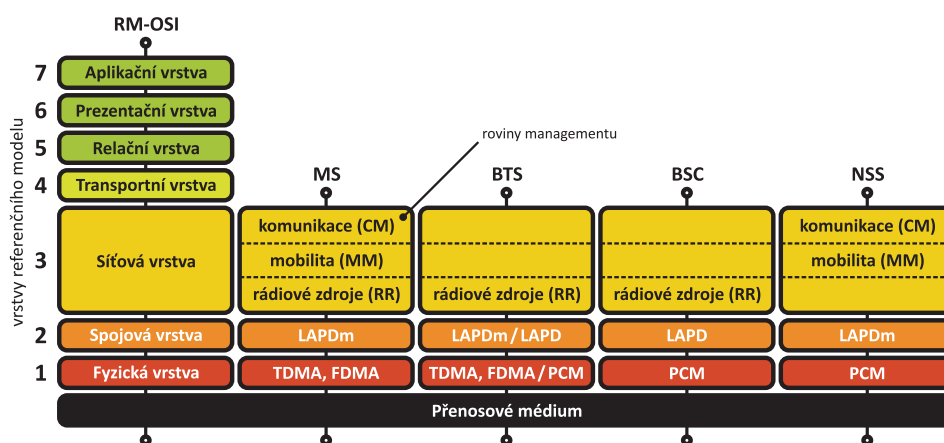 RM-OSI
7
Aplikační vrstva
6
Prezentační vrstva
roviny managementu
5
Relační vrstva
MS
BTS
BSC
NSS
4
Transportní vrstva
vrstvy referenčního modelu
3
Síťová vrstva
komunikace (CM)
mobilita (MM)
rádiové zdroje (RR)
rádiové zdroje (RR)
rádiové zdroje (RR)
komunikace (CM)
mobilita (MM)
2
Spojová vrstva
LAPDm
LAPDm / LAPD
LAPD
LAPDm
1
Fyzická vrstva
TDMA, FDMA
TDMA, FDMA / PCM
PCM
PCM
Přenosové médium